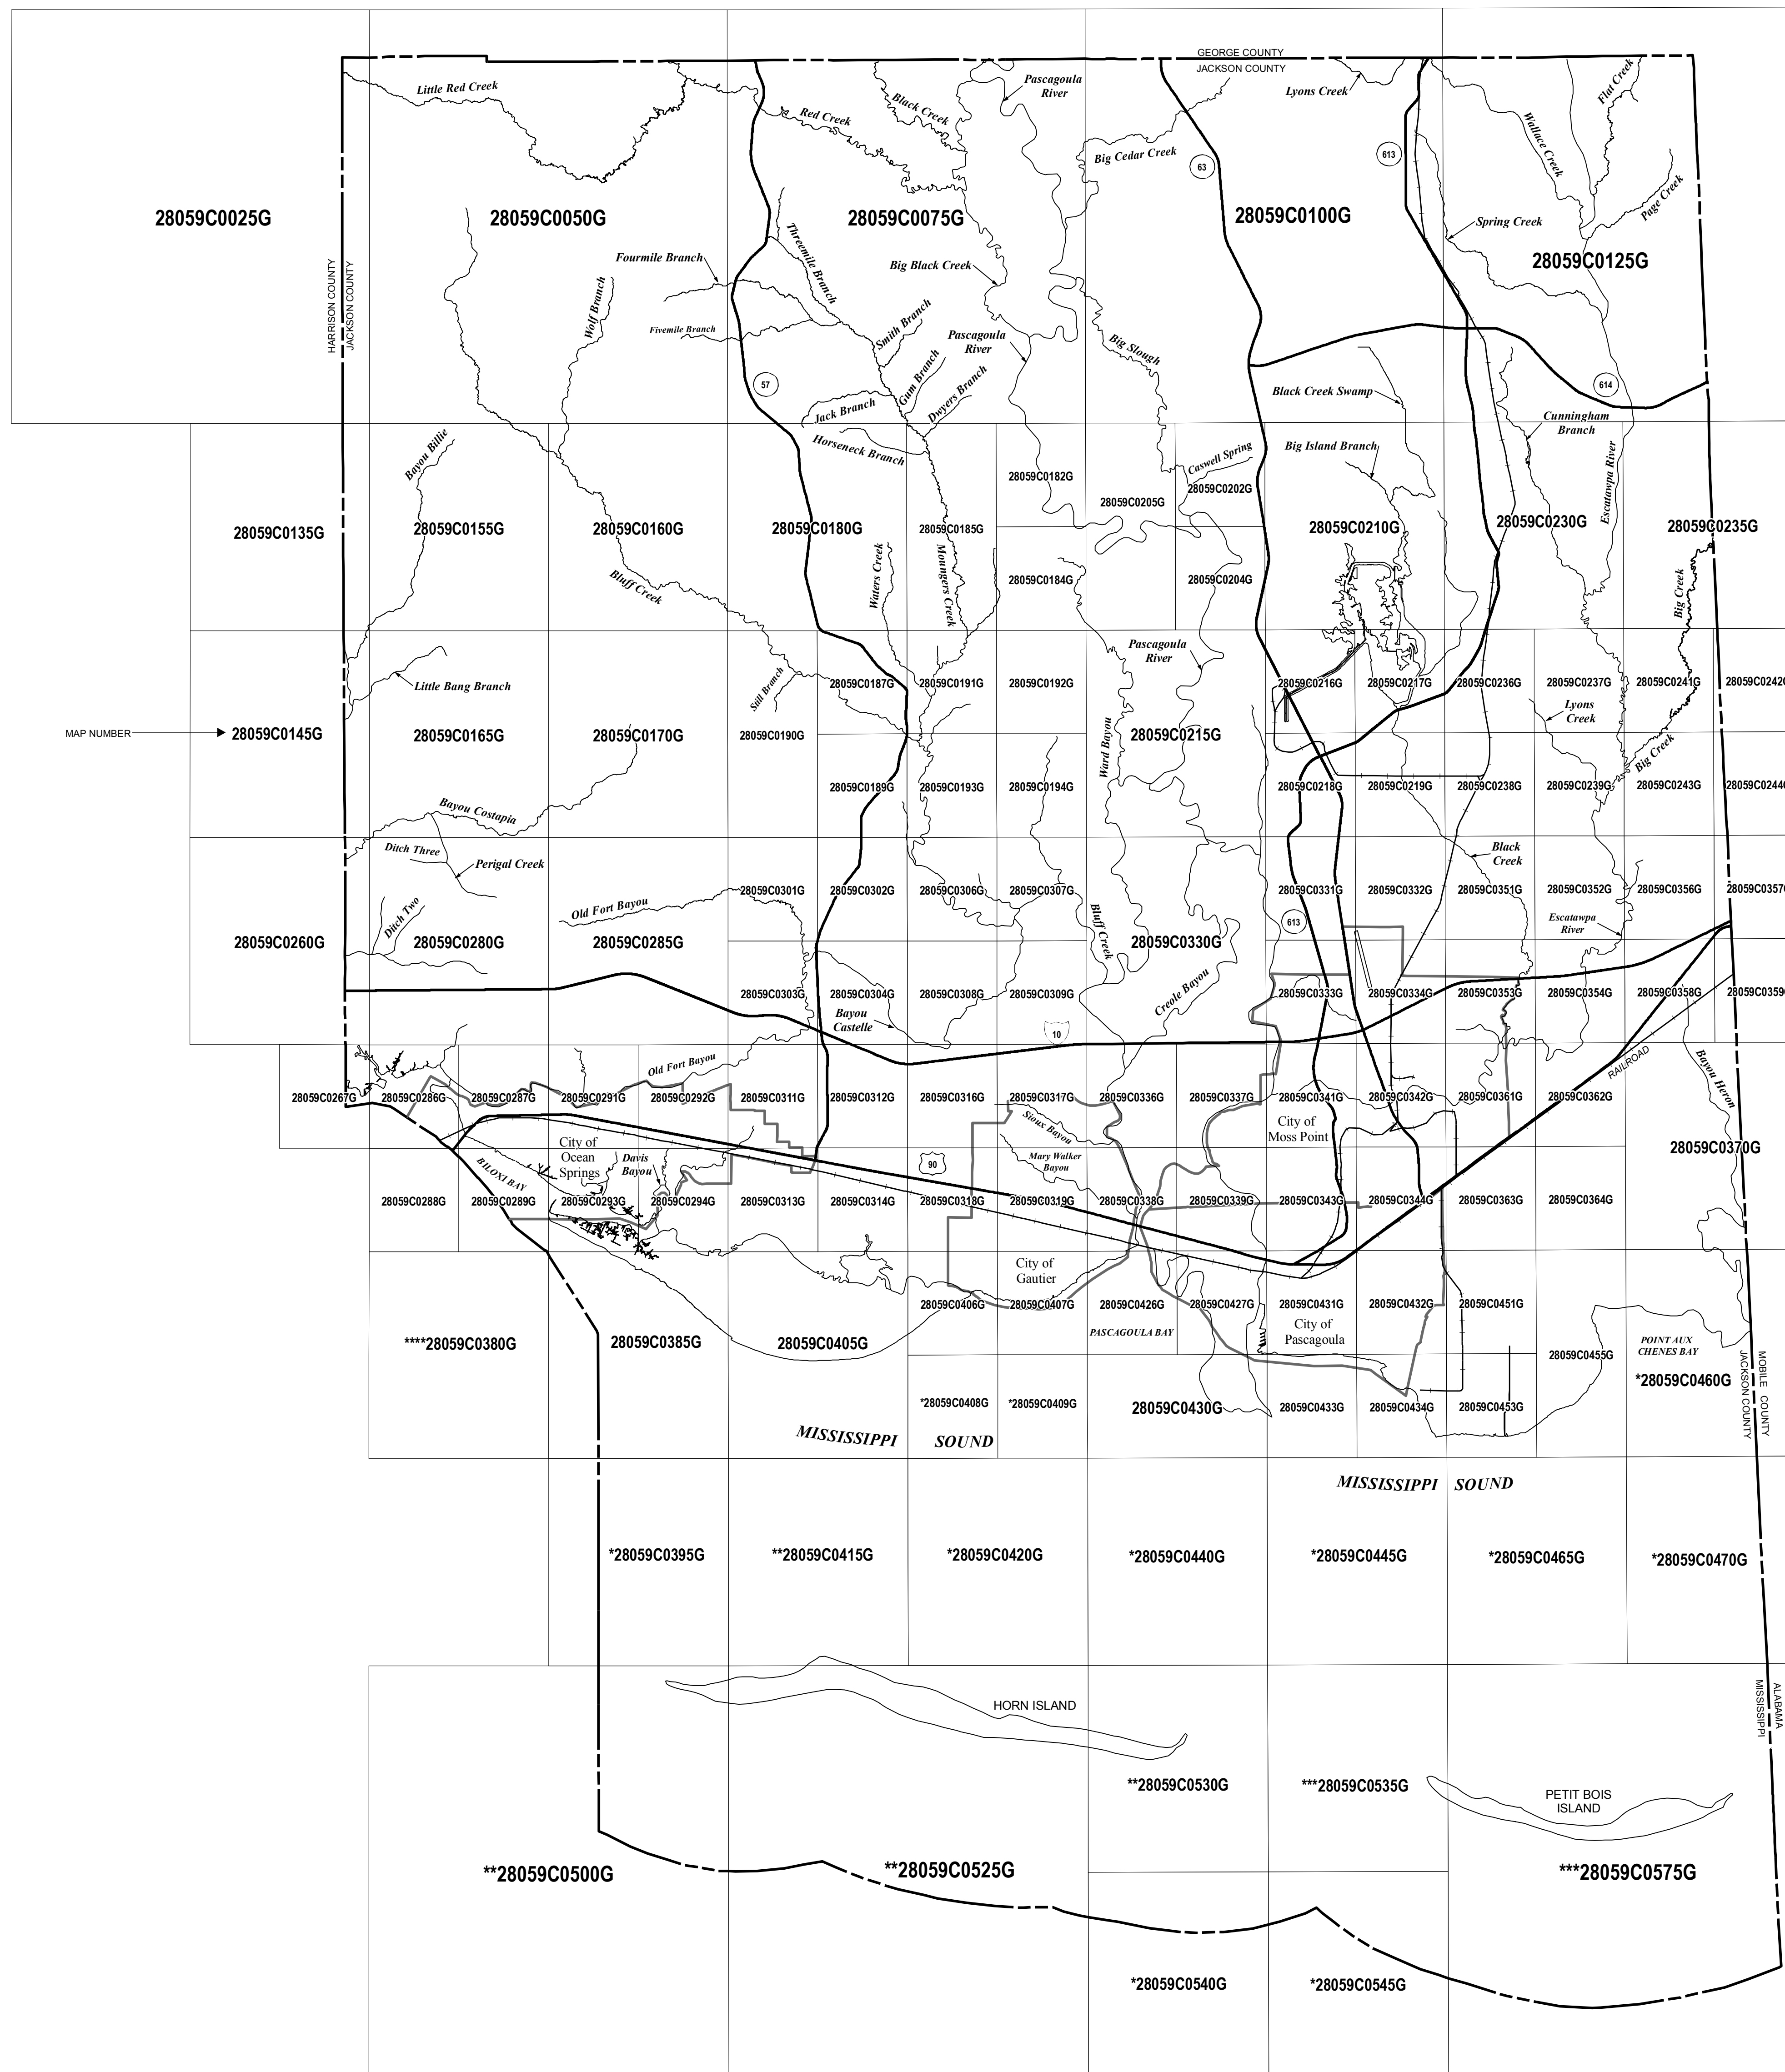 GEORGE COUNTY
JACKSON COUNTY
Little Red Creek
Red Creek
Black Creek
Pascagoula
River
Big Cedar Creek
Lyons Creek
63
613
Wallace Creek
Flat Creek
Page Creek
Spring Creek
28059C0025G
28059C0050G
28059C0075G
28059C0100G
28059C0125G
HARRISON COUNTY
JACKSON COUNTY
Fourmile Branch
Wolf Branch
Fivemile Branch
Threemile Branch
Big Black Creek
Smith Branch
Pascagoula
River
Big Slough
57
Gum Branch
Jack Branch
Dwyers Branch
Horseneck Branch
Black Creek Swamp
614
Cunningham
Branch
Big Island Branch
Caswell Spring
Escatawpa River
Bayou Billie
28059C0182G
28059C0205G
28059C0202G
28059C0135G
28059C0155G
28059C0160G
28059C0180G
28059C0185G
28059C0210G
28059C0230G
28059C0235G
Bluff Creek
Waters Creek
Moungers Creek
28059C0184G
28059C0204G
Big Creek
Pascagoula
River
Little Bang Branch
Still Branch
28059C0187G
28059C0191G
28059C0192G
28059C0216G
28059C0217G
28059C0236G
28059C0237G
28059C0241G
28059C0242G
Lyons
Creek
MAP NUMBER
28059C0145G
28059C0165G
28059C0170G
28059C0190G
Ward Bayou
28059C0215G
Big Creek
28059C0189G
28059C0193G
28059C0194G
28059C0218G
28059C0219G
28059C0238G
28059C0239G
28059C0243G
28059C0244G
Bayou Costapia
Ditch Three
Perigal Creek
Black
Creek
28059C0301G
28059C0302G
28059C0306G
28059C0307G
28059C0331G
28059C0332G
28059C0351G
28059C0352G
28059C0356G
28059C0357G
Ditch Two
Old Fort Bayou
Bluff Creek
613
Escatawpa
River
28059C0260G
28059C0280G
28059C0285G
28059C0330G
Creole Bayou
28059C0303G
28059C0304G
28059C0308G
28059C0309G
28059C0333G
28059C0334G
28059C0353G
28059C0354G
28059C0358G
28059C0359G
Bayou
Castelle
10
Old Fort Bayou
RAILROAD
Bayou Heron
28059C0267G
28059C0286G
28059C0287G
28059C0291G
28059C0292G
28059C0311G
28059C0312G
28059C0316G
28059C0317G
28059C0336G
28059C0337G
28059C0341G
28059C0342G
28059C0361G
28059C0362G
City of
Moss Point
Sioux Bayou
City of
Ocean
Springs
Davis
Bayou
BILOXI BAY
90
Mary Walker
Bayou
28059C0370G
28059C0288G
28059C0289G
28059C0293G
28059C0294G
28059C0313G
28059C0314G
28059C0318G
28059C0319G
28059C0338G
28059C0339G
28059C0343G
28059C0344G
28059C0363G
28059C0364G
City of
Gautier
28059C0406G
28059C0407G
28059C0426G
28059C0427G
28059C0431G
28059C0432G
28059C0451G
PASCAGOULA BAY
City of
Pascagoula
****28059C0380G
28059C0385G
28059C0405G
28059C0455G
POINT AUX
CHENES BAY
*28059C0460G
MOBILE COUNTY
JACKSON COUNTY
*28059C0408G
*28059C0409G
28059C0430G
28059C0433G
28059C0434G
28059C0453G
MISSISSIPPI SOUND
MISSISSIPPI SOUND
*28059C0395G
**28059C0415G
*28059C0420G
*28059C0440G
*28059C0445G
*28059C0465G
*28059C0470G
HORN ISLAND
ALABAMA
MISSISSIPPI
**28059C0530G
***28059C0535G
PETIT BOIS
ISLAND
**28059C0500G
**28059C0525G
***28059C0575G
*28059C0540G
*28059C0545G